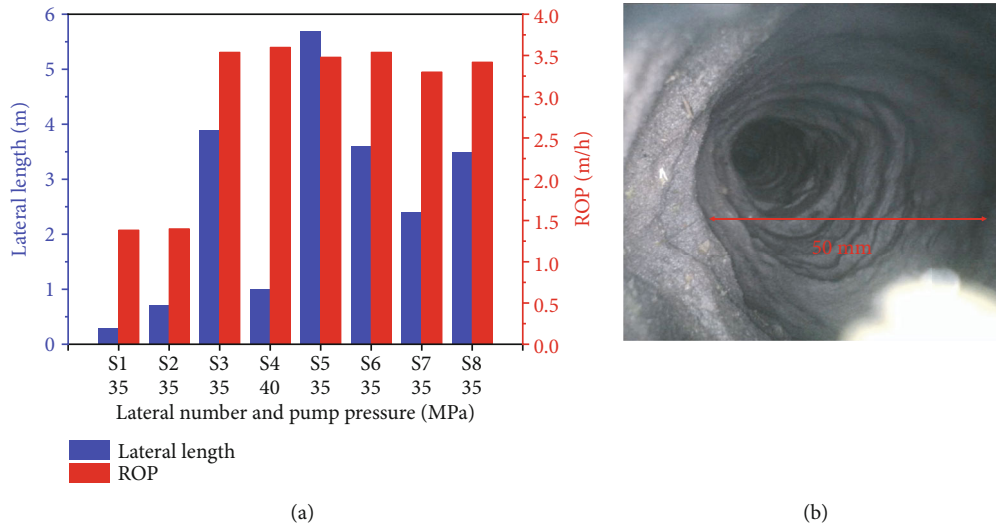 6
5
4
3
2
1
0
Lateral length (m)
4.0
3.5
3.0
2.5
2.0
1.5
1.0
0.5
0.0
ROP (m/h)
S1 S2 S3 S4 S5 S6 S7 S8
35 35 35 40 35 35 35 35
Lateral number and pump pressure (MPa)
Lateral length
ROP
(a)
50 mm
(b)